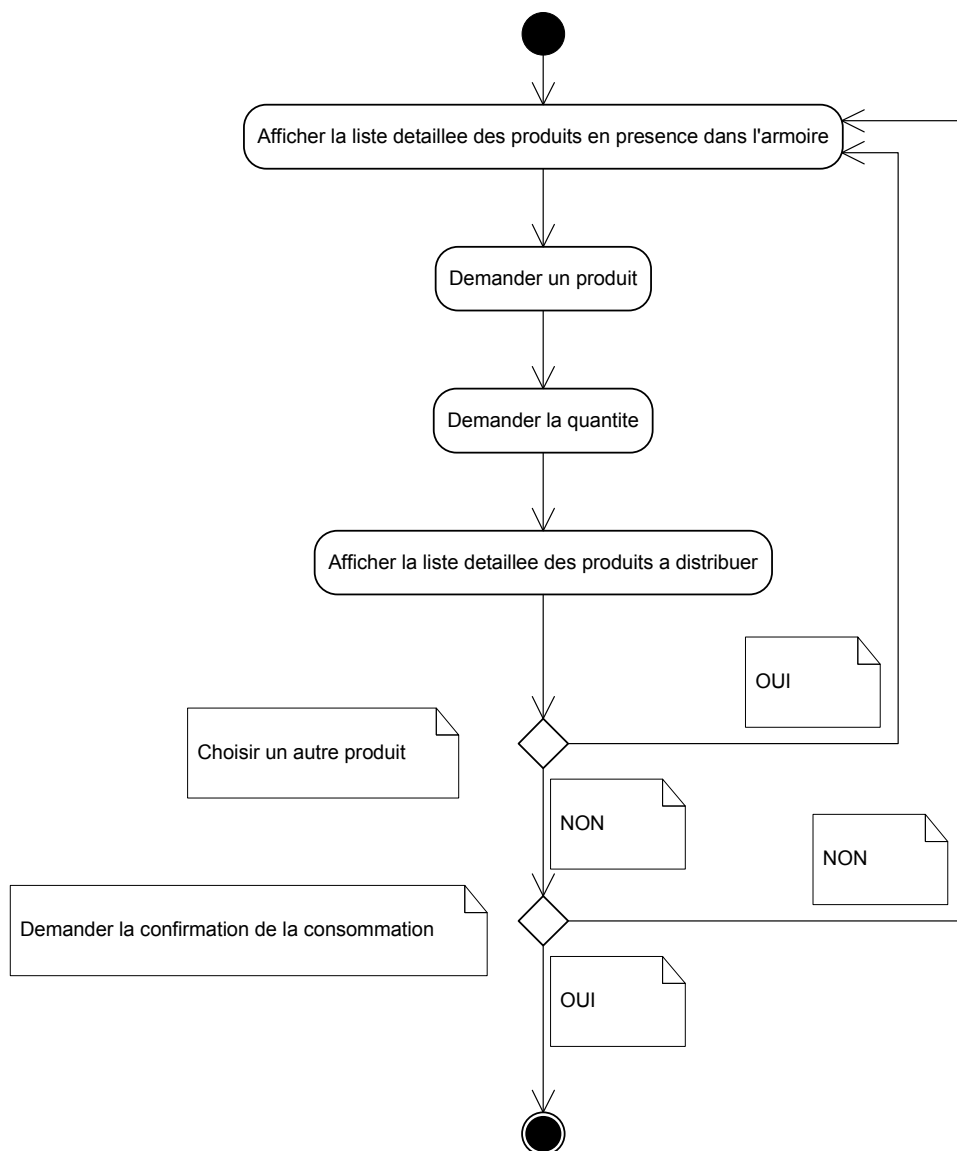 Afficher la liste detaillee des produits en presence dans l'armoire
Demander un produit
Demander la quantite
Afficher la liste detaillee des produits a distribuer
OUI
Choisir un autre produit
NON
NON
Demander la confirmation de la consommation
OUI